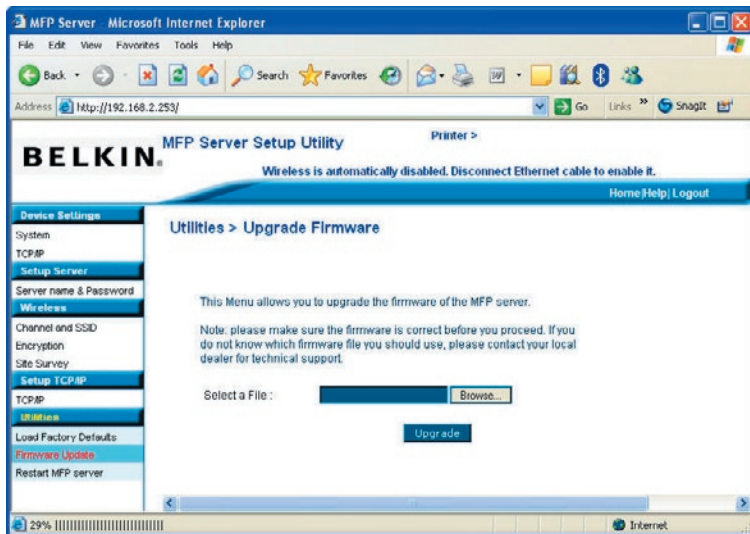 MFP Server - Microsoft Internet Explorer
File Edit View Favorites Tools Help
Back Search Favorites
Address http://192.168.2.253/ Go Links » SnagIt
BELKIN.
MFP Server Setup Utility
Printer >
Wireless is automatically disabled. Disconnect Ethernet cable to enable it.
Home|Help| Logout
Device Settings
System
TCP/IP
Setup Server
Server name & Password
Wireless
Channel and SSID
Encryption
Site Survey
Setup TCP/IP
TCP/IP
Utilities
Load Factory Defaults
Firmware Update
Restart MFP server
Utilities > Upgrade Firmware
This Menu allows you to upgrade the firmware of the MFP server.
Note: please make sure the firmware is correct before you proceed. If you
do not know which firmware file you should use, please contact your local
dealer for technical support.
Select a File : Browse...
Upgrade
29% Internet